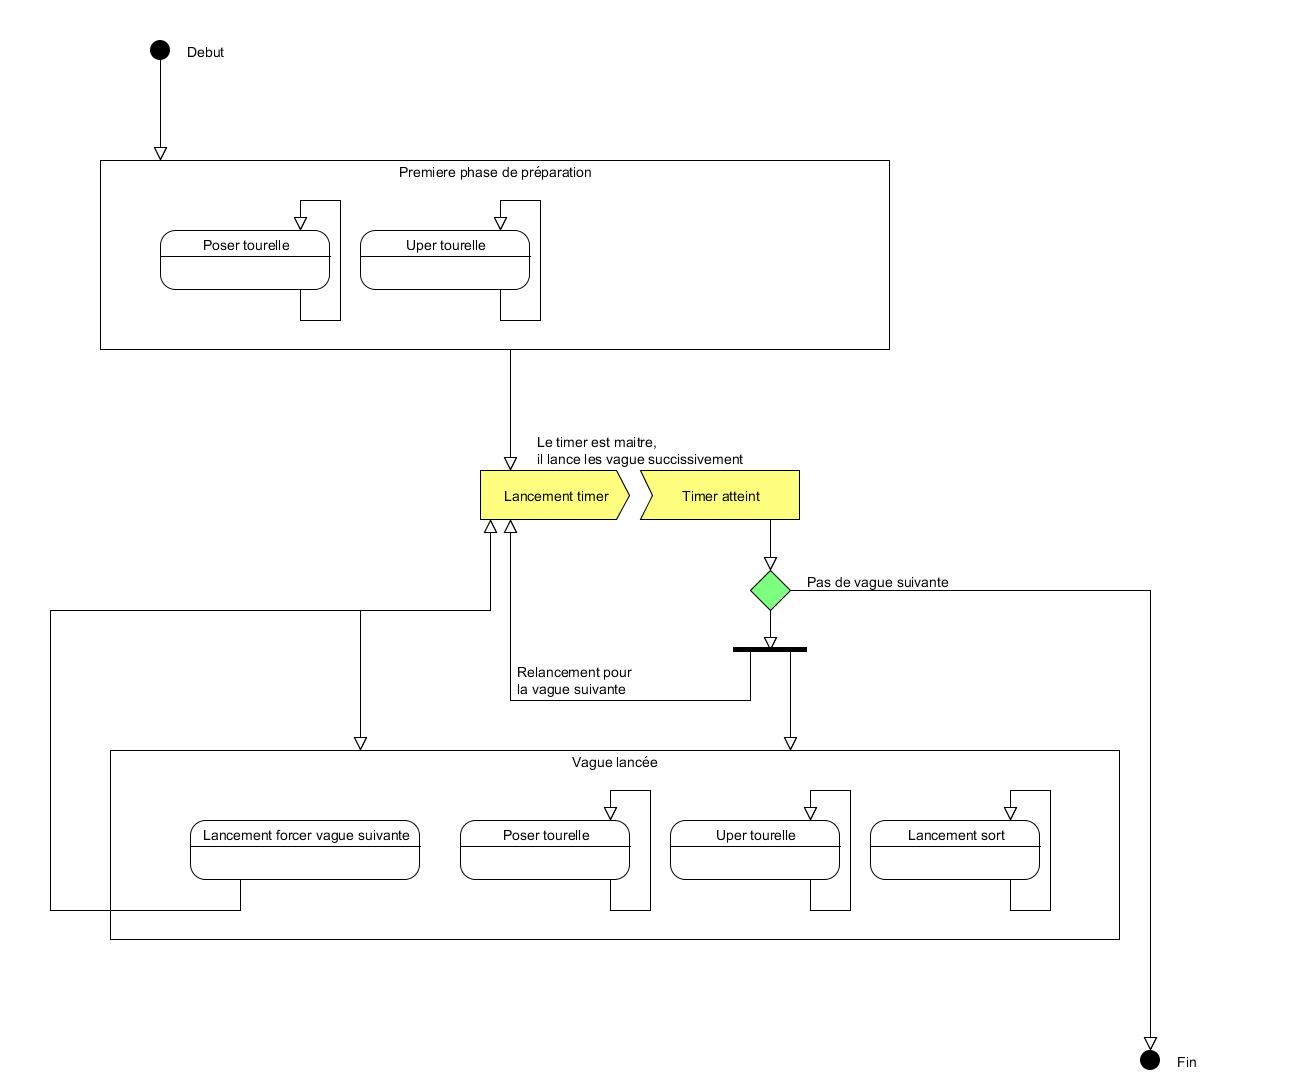 Debut
Premiere phase de préparation
Poser tourelle
Uper tourelle
Le timer est maitre,
il lance les vague succissivement
Lancement timer
Timer atteint
Pas de vague suivante
Relancement pour
la vague suivante
Vague lancée
Lancement forcer vague suivante
Poser tourelle
Uper tourelle
Lancement sort
Fin